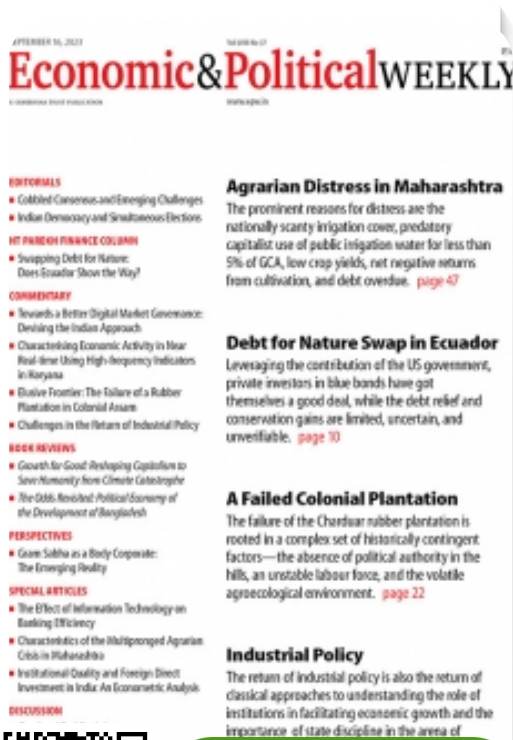 SEPTEMBER 16, 2023
Economic&PoliticalWEEKLY
www.epw.in
EDITORIALS
Cobbled Consensus and Emerging Challenges
Indian Democracy and Simultaneous Elections
HT PAREKH FINANCE COLUMN
Swapping Debt for Nature:
Does Ecuador Show the Way?
COMMENTARY
Towards a Better Digital Market Governance:
Devising the Indian Approach
Characterising Economic Activity in Near
Real-time Using High-frequency Indicators
in Haryana
Elusive Frontier: The Failure of a Rubber
Plantation in Colonial Assam
Challenges in the Return of Industrial Policy
BOOK REVIEWS
Growth for Good: Reshaping Capitalism to
Save Humanity from Climate Catastrophe
The Odds Revisited: Political Economy of
the Development of Bangladesh
PERSPECTIVES
Gram Sabha as a Body Corporate:
The Emerging Reality
SPECIAL ARTICLES
The Effect of Information Technology on
Banking Efficiency
Characteristics of the Multipronged Agrarian
Crisis in Maharashtra
Institutional Quality and Foreign Direct
Investment in India: An Econometric Analysis
DISCUSSION
Agrarian Distress in Maharashtra
The prominent reasons for distress are the
nationally scanty irrigation cover, predatory
capitalist use of public irrigation water for less than
5% of GCA, low crop yields, net negative returns
from cultivation, and debt overdue. page 47
Debt for Nature Swap in Ecuador
Leveraging the contribution of the US government,
private investors in blue bonds have got
themselves a good deal, while the debt relief and
conservation gains are limited, uncertain, and
unverifiable. page 10
A Failed Colonial Plantation
The failure of the Charduar rubber plantation is
rooted in a complex set of historically contingent
factors—the absence of political authority in the
hills, an unstable labour force, and the volatile
agroecological environment. page 22
Industrial Policy
The return of industrial policy is also the return of
classical approaches to understanding the role of
institutions in facilitating economic growth and the
importance of state discipline in the arena of